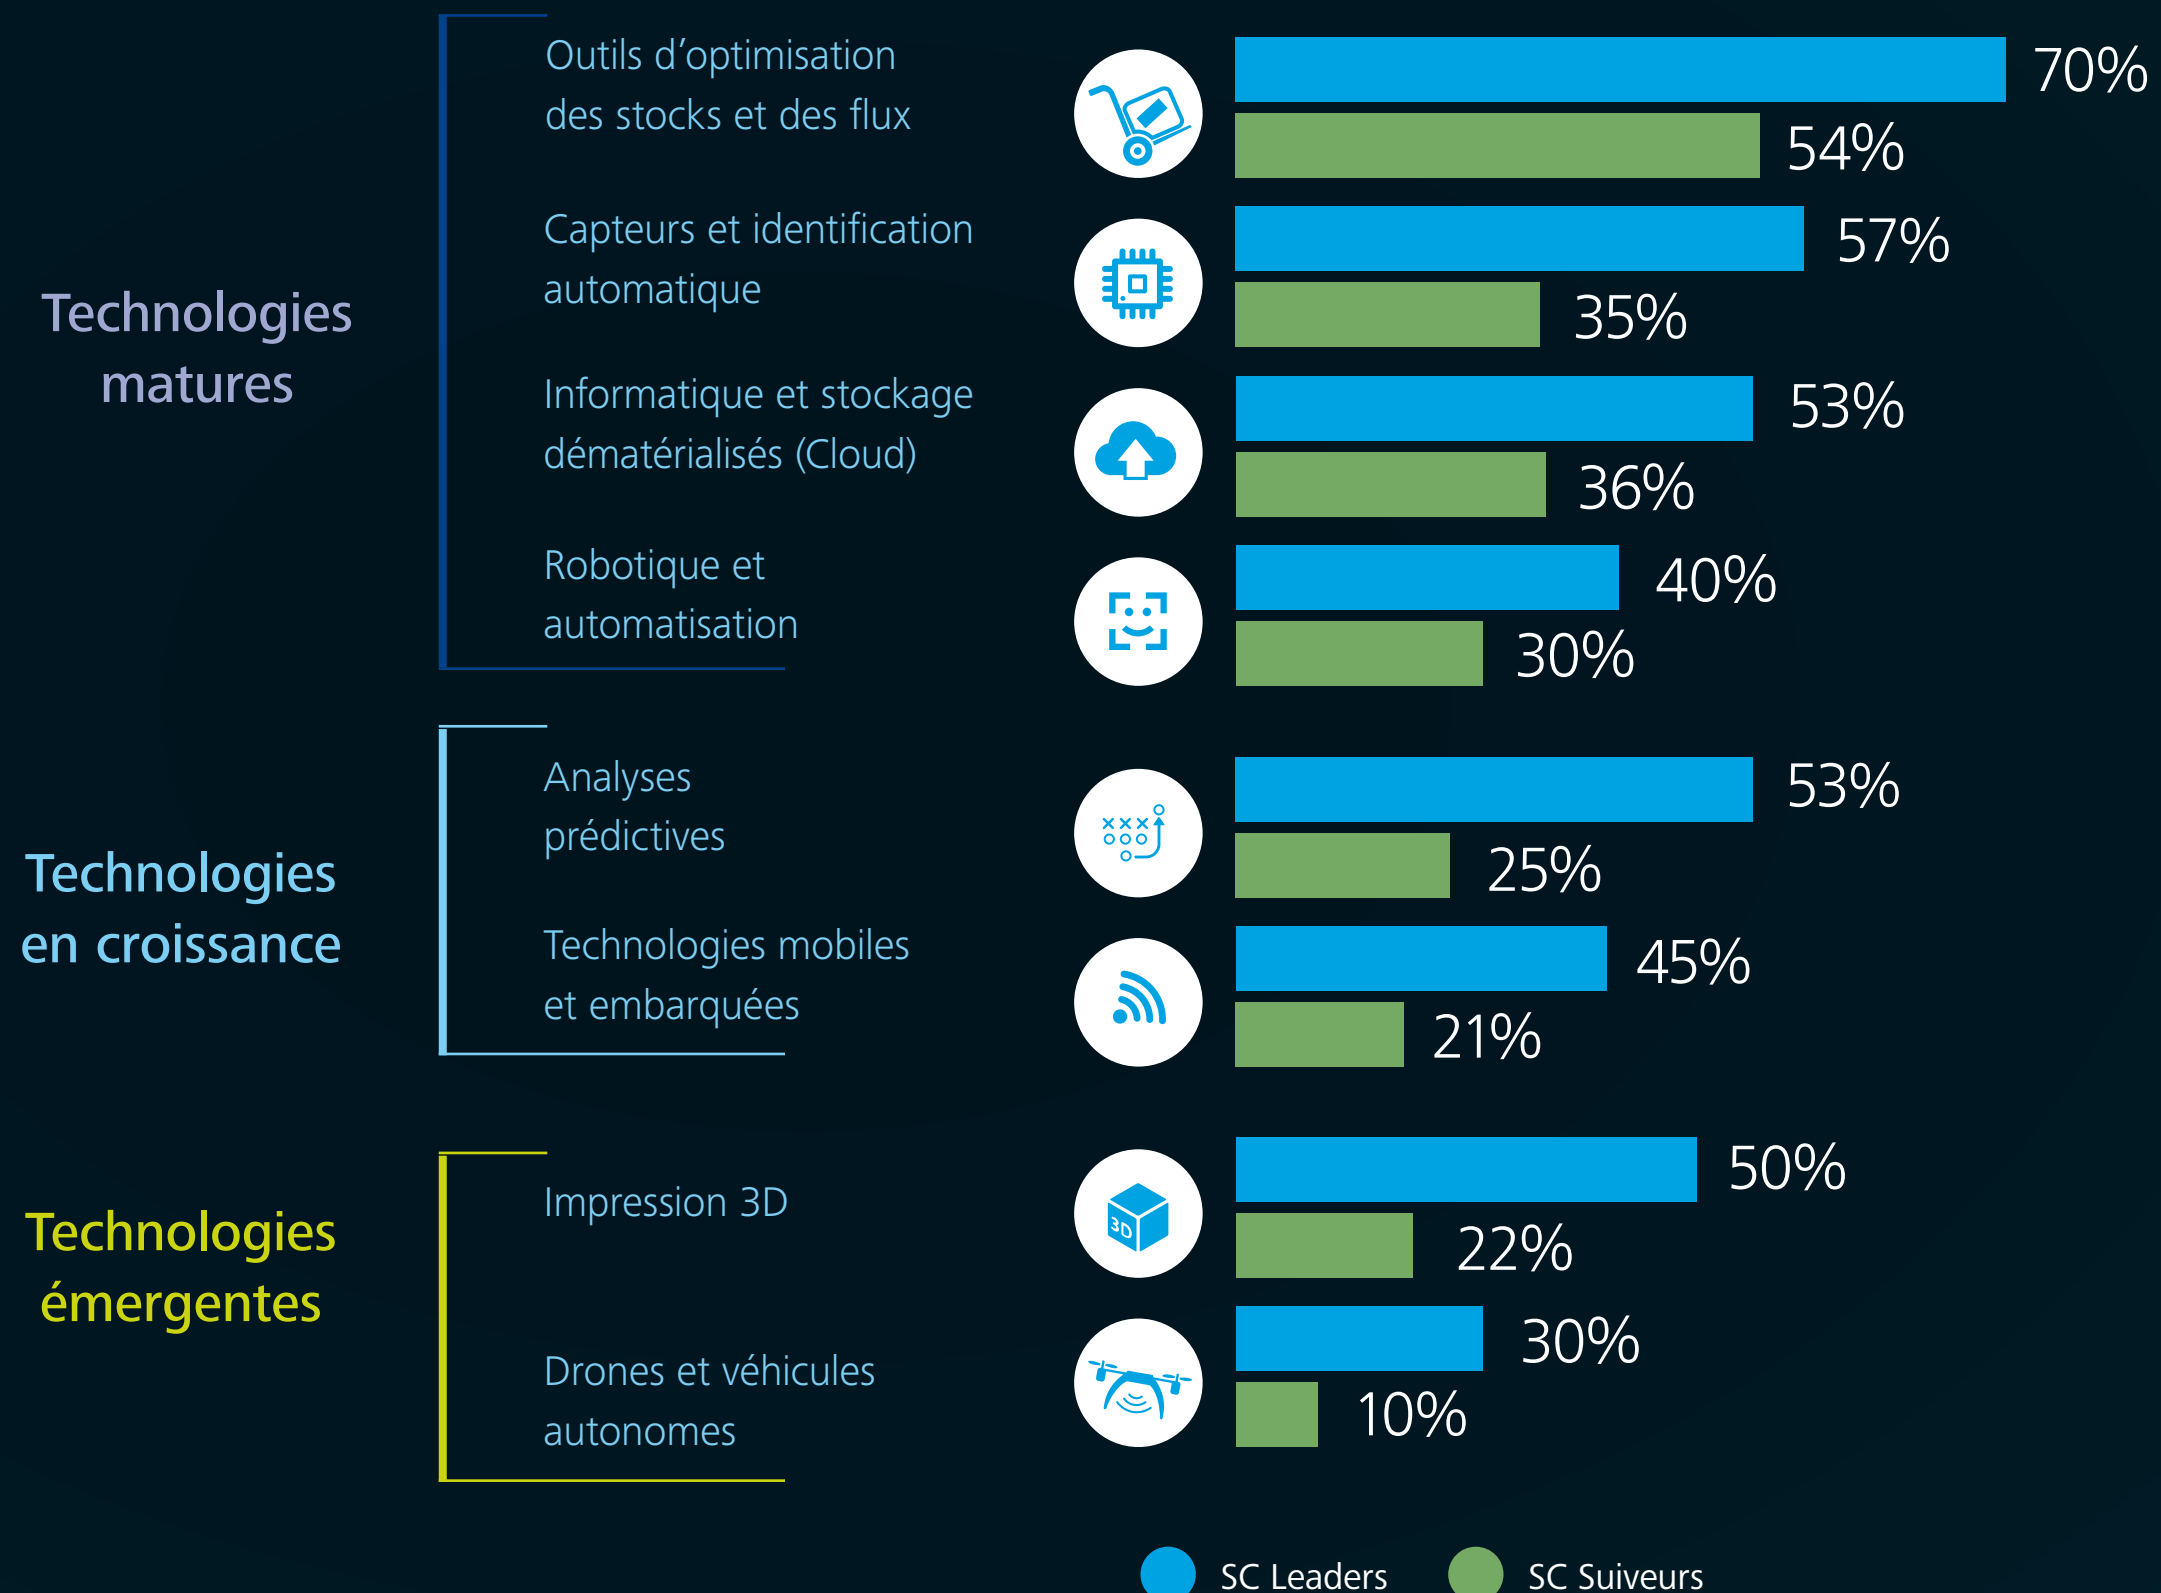 Technologies
matures
Outils d’optimisation
des stocks et des flux
70%
54%
Capteurs et identification
automatique
57%
35%
Informatique et stockage
dématérialisés (Cloud)
53%
36%
Robotique et
automatisation
40%
30%
Technologies
en croissance
Analyses
prédictives
53%
25%
Technologies mobiles
et embarquées
45%
21%
Technologies
émergentes
Impression 3D
3D
50%
22%
Drones et véhicules
autonomes
30%
10%
SC Leaders
SC Suiveurs